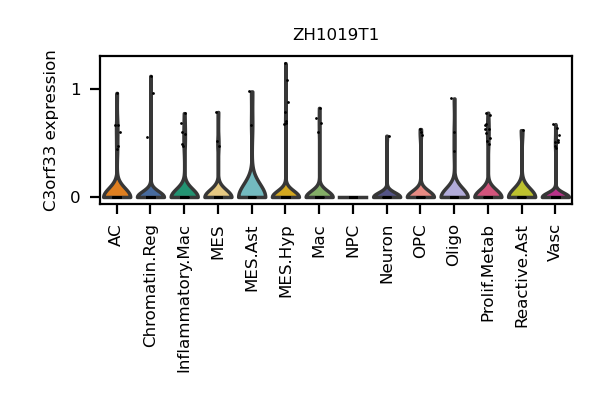 ZH1019T1
C3orf33 expression
1
0
AC
Chromatin.Reg
Inflammatory.Mac
MES
MES.Ast
MES.Hyp
Mac
NPC
Neuron
OPC
Oligo
Prolif.Metab
Reactive.Ast
Vasc